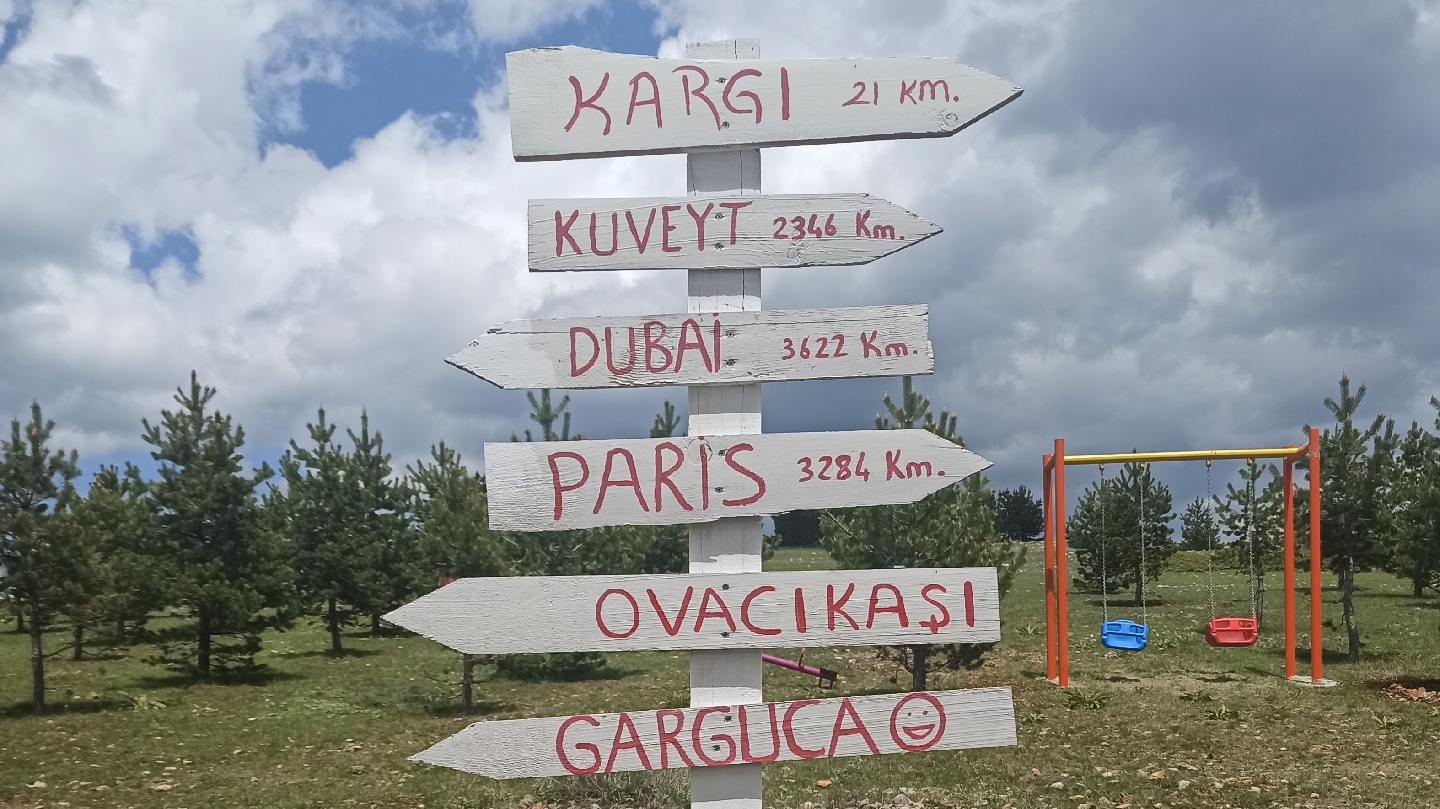 KARGI 21 KM.
KUVEYT 2346 Km.
DUBAİ 3622 Km.
PARİS 3284 Km.
OVACIKAŞI
GARGUCA